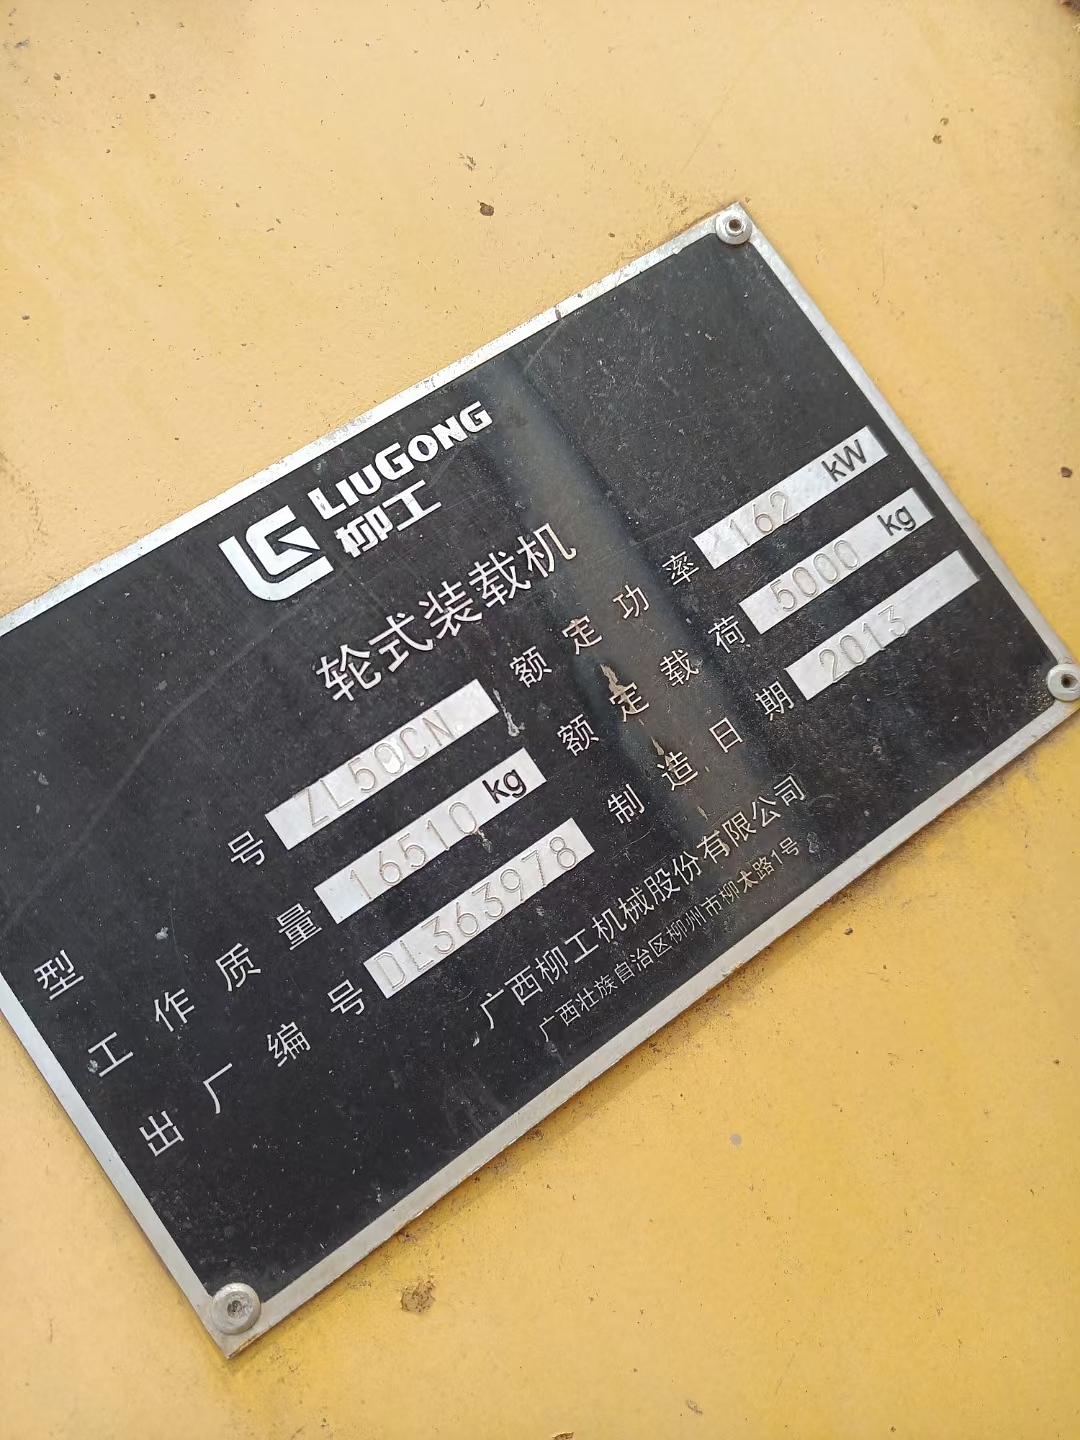 LIUGONG
柳工
轮式装载机
型号 ZL50CN 额定功率 162 kW
工作质量 16510 kg 额定载荷 5000 kg
出厂编号 DL363978 制造日期 2013
广西柳工机械股份有限公司
广西壮族自治区柳州市柳太路1号